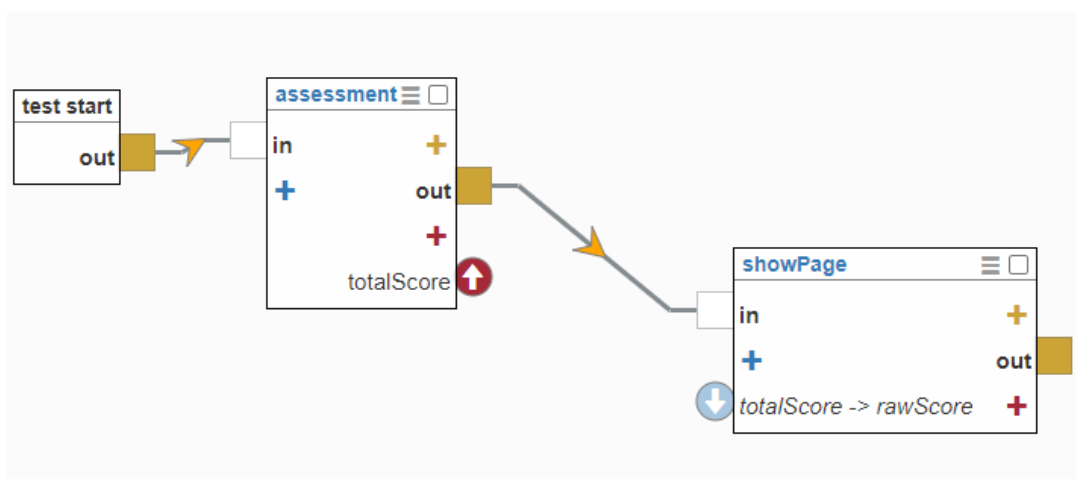 test start
out
assessment
in
out
totalScore
showPage
in
out
totalScore -> rawScore